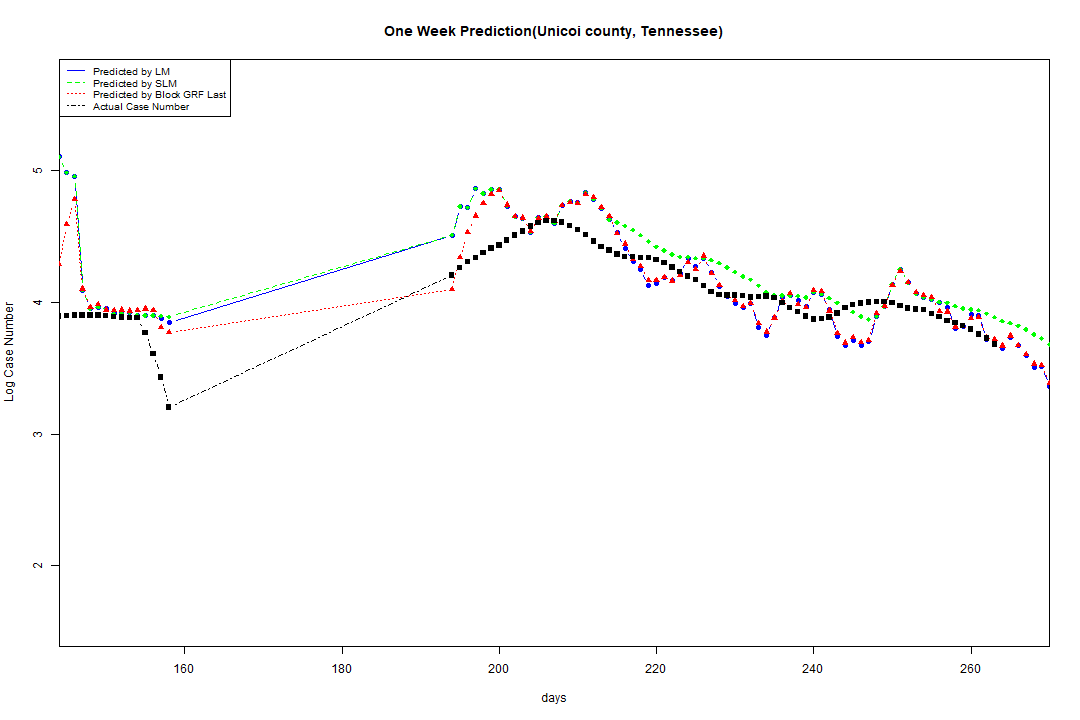 One Week Prediction(Unicoi county, Tennessee)
Predicted by LM
Predicted by SLM
Predicted by Block GRF Last
Actual Case Number
5
4
3
2
Log Case Number
160 180 200 220 240 260
days